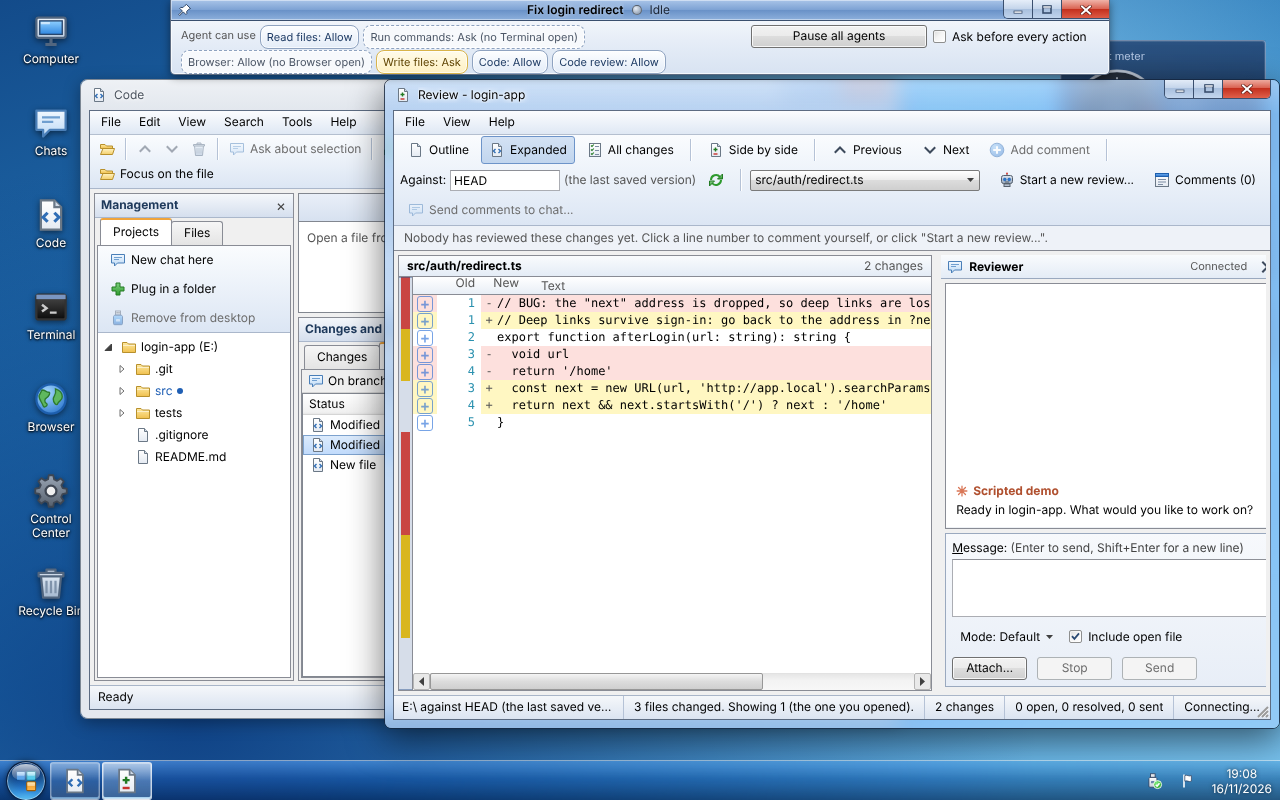 Fix login redirect Idle
Agent can use Read files: Allow Run commands: Ask (no Terminal open)
Browser: Allow (no Browser open) Write files: Ask Code: Allow Code review: Allow
Pause all agents Ask before every action
meter
Computer
Chats
Code
Terminal
Browser
Control Center
Recycle Bin
Code
File Edit View Search Tools Help
Ask about selection
Focus on the file
Management
Projects Files
New chat here
Plug in a folder
Remove from desktop
login-app (E:)
.git
src
tests
.gitignore
README.md
Open a file
Changes and
Changes
On branch
Status
Modified
Modified
New file
Ready
Review - login-app
File View Help
Outline Expanded All changes Side by side Previous Next Add comment
Against: HEAD (the last saved version) src/auth/redirect.ts Start a new review... Comments (0)
Send comments to chat...
Nobody has reviewed these changes yet. Click a line number to comment yourself, or click "Start a new review...".
src/auth/redirect.ts 2 changes
Old New Text
1 - // BUG: the "next" address is dropped, so deep links are los
1 + // Deep links survive sign-in: go back to the address in ?ne
2 export function afterLogin(url: string): string {
3 - void url
4 - return '/home'
3 + const next = new URL(url, 'http://app.local').searchParams
4 + return next && next.startsWith('/') ? next : '/home'
5 }
Reviewer Connected
Scripted demo
Ready in login-app. What would you like to work on?
Message: (Enter to send, Shift+Enter for a new line)
Mode: Default Include open file
Attach... Stop Send
E:\ against HEAD (the last saved ve... 3 files changed. Showing 1 (the one you opened). 2 changes 0 open, 0 resolved, 0 sent Connecting...
19:08
16/11/2026